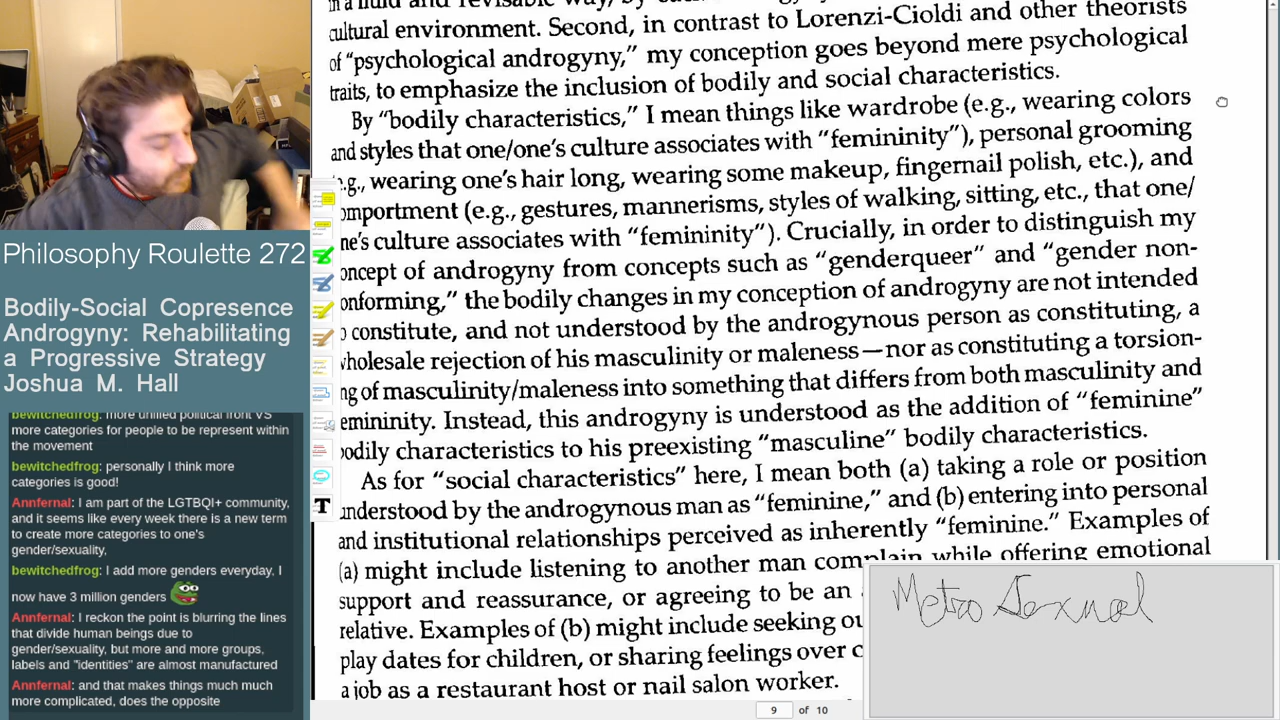 in a fluid and revisable way, by
cultural environment. Second, in contrast to Lorenzi-Cioldi and other theorists
of “psychological androgyny,” my conception goes beyond mere psychological
traits, to emphasize the inclusion of bodily and social characteristics.
By “bodily characteristics,” I mean things like wardrobe (e.g., wearing colors
and styles that one/one’s culture associates with “femininity”), personal grooming
e.g., wearing one’s hair long, wearing some makeup, fingernail polish, etc.), and
omportment (e.g., gestures, mannerisms, styles of walking, sitting, etc., that one/
ne’s culture associates with “femininity”). Crucially, in order to distinguish my
oncept of androgyny from concepts such as “genderqueer” and “gender non-
onforming,” the bodily changes in my conception of androgyny are not intended
o constitute, and not understood by the androgynous person as constituting, a
wholesale rejection of his masculinity or maleness—nor as constituting a torsion-
ng of masculinity/maleness into something that differs from both masculinity and
emininity. Instead, this androgyny is understood as the addition of “feminine”
bodily characteristics to his preexisting “masculine” bodily characteristics.
As for “social characteristics” here, I mean both (a) taking a role or position
understood by the androgynous man as “feminine,” and (b) entering into personal
and institutional relationships perceived as inherently “feminine.” Examples of
(a) might include listening to another man complain while offering emotional
support and reassurance, or agreeing to be an
relative. Examples of (b) might include seeking ou
play dates for children, or sharing feelings over c
a job as a restaurant host or nail salon worker.
T
9 of 10
Metro Sexual
Philosophy Roulette 272
Bodily-Social Copresence
Androgyny: Rehabilitating
a Progressive Strategy
Joshua M. Hall
bewitchedfrog: more unified political front VS
more categories for people to be represent within
the movement
bewitchedfrog: personally I think more
categories is good!
Annfernal: I am part of the LGTBQI+ community,
and it seems like every week there is a new term
to create more categories to one's
gender/sexuality,
bewitchedfrog: I add more genders everyday, I
now have 3 million genders
Annfernal: I reckon the point is blurring the lines
that divide human beings due to
gender/sexuality, but more and more groups,
labels and "identities" are almost manufactured
Annfernal: and that makes things much much
more complicated, does the opposite